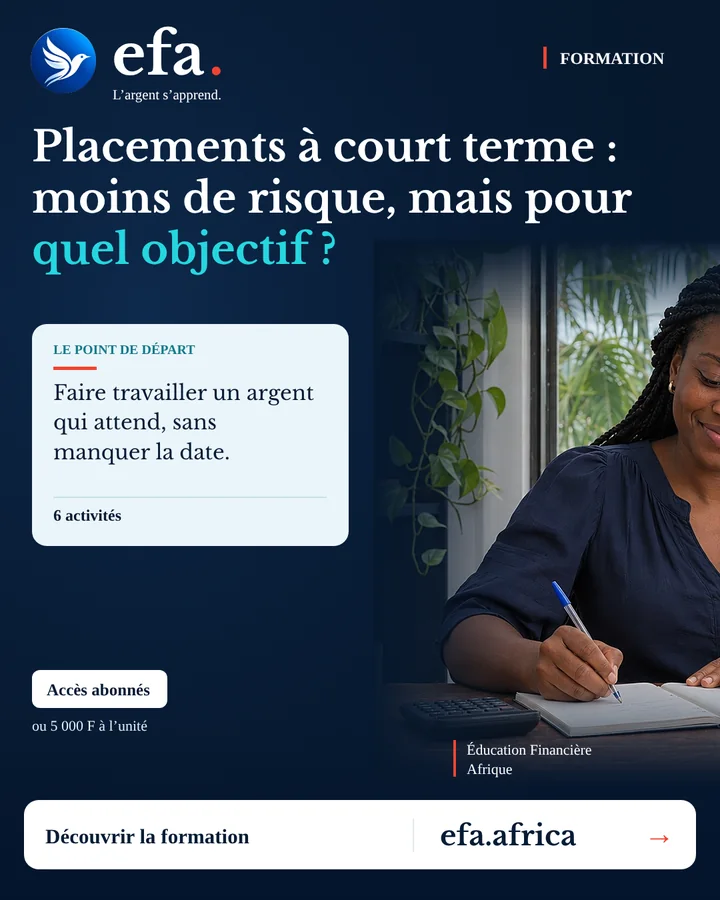 efa.
L’argent s’apprend.
FORMATION
Placements à court terme :
moins de risque, mais pour
quel objectif ?
LE POINT DE DÉPART
Faire travailler un argent
qui attend, sans
manquer la date.
6 activités
Accès abonnés
ou 5 000 F à l’unité
Éducation Financière
Afrique
Découvrir la formation
efa.africa →